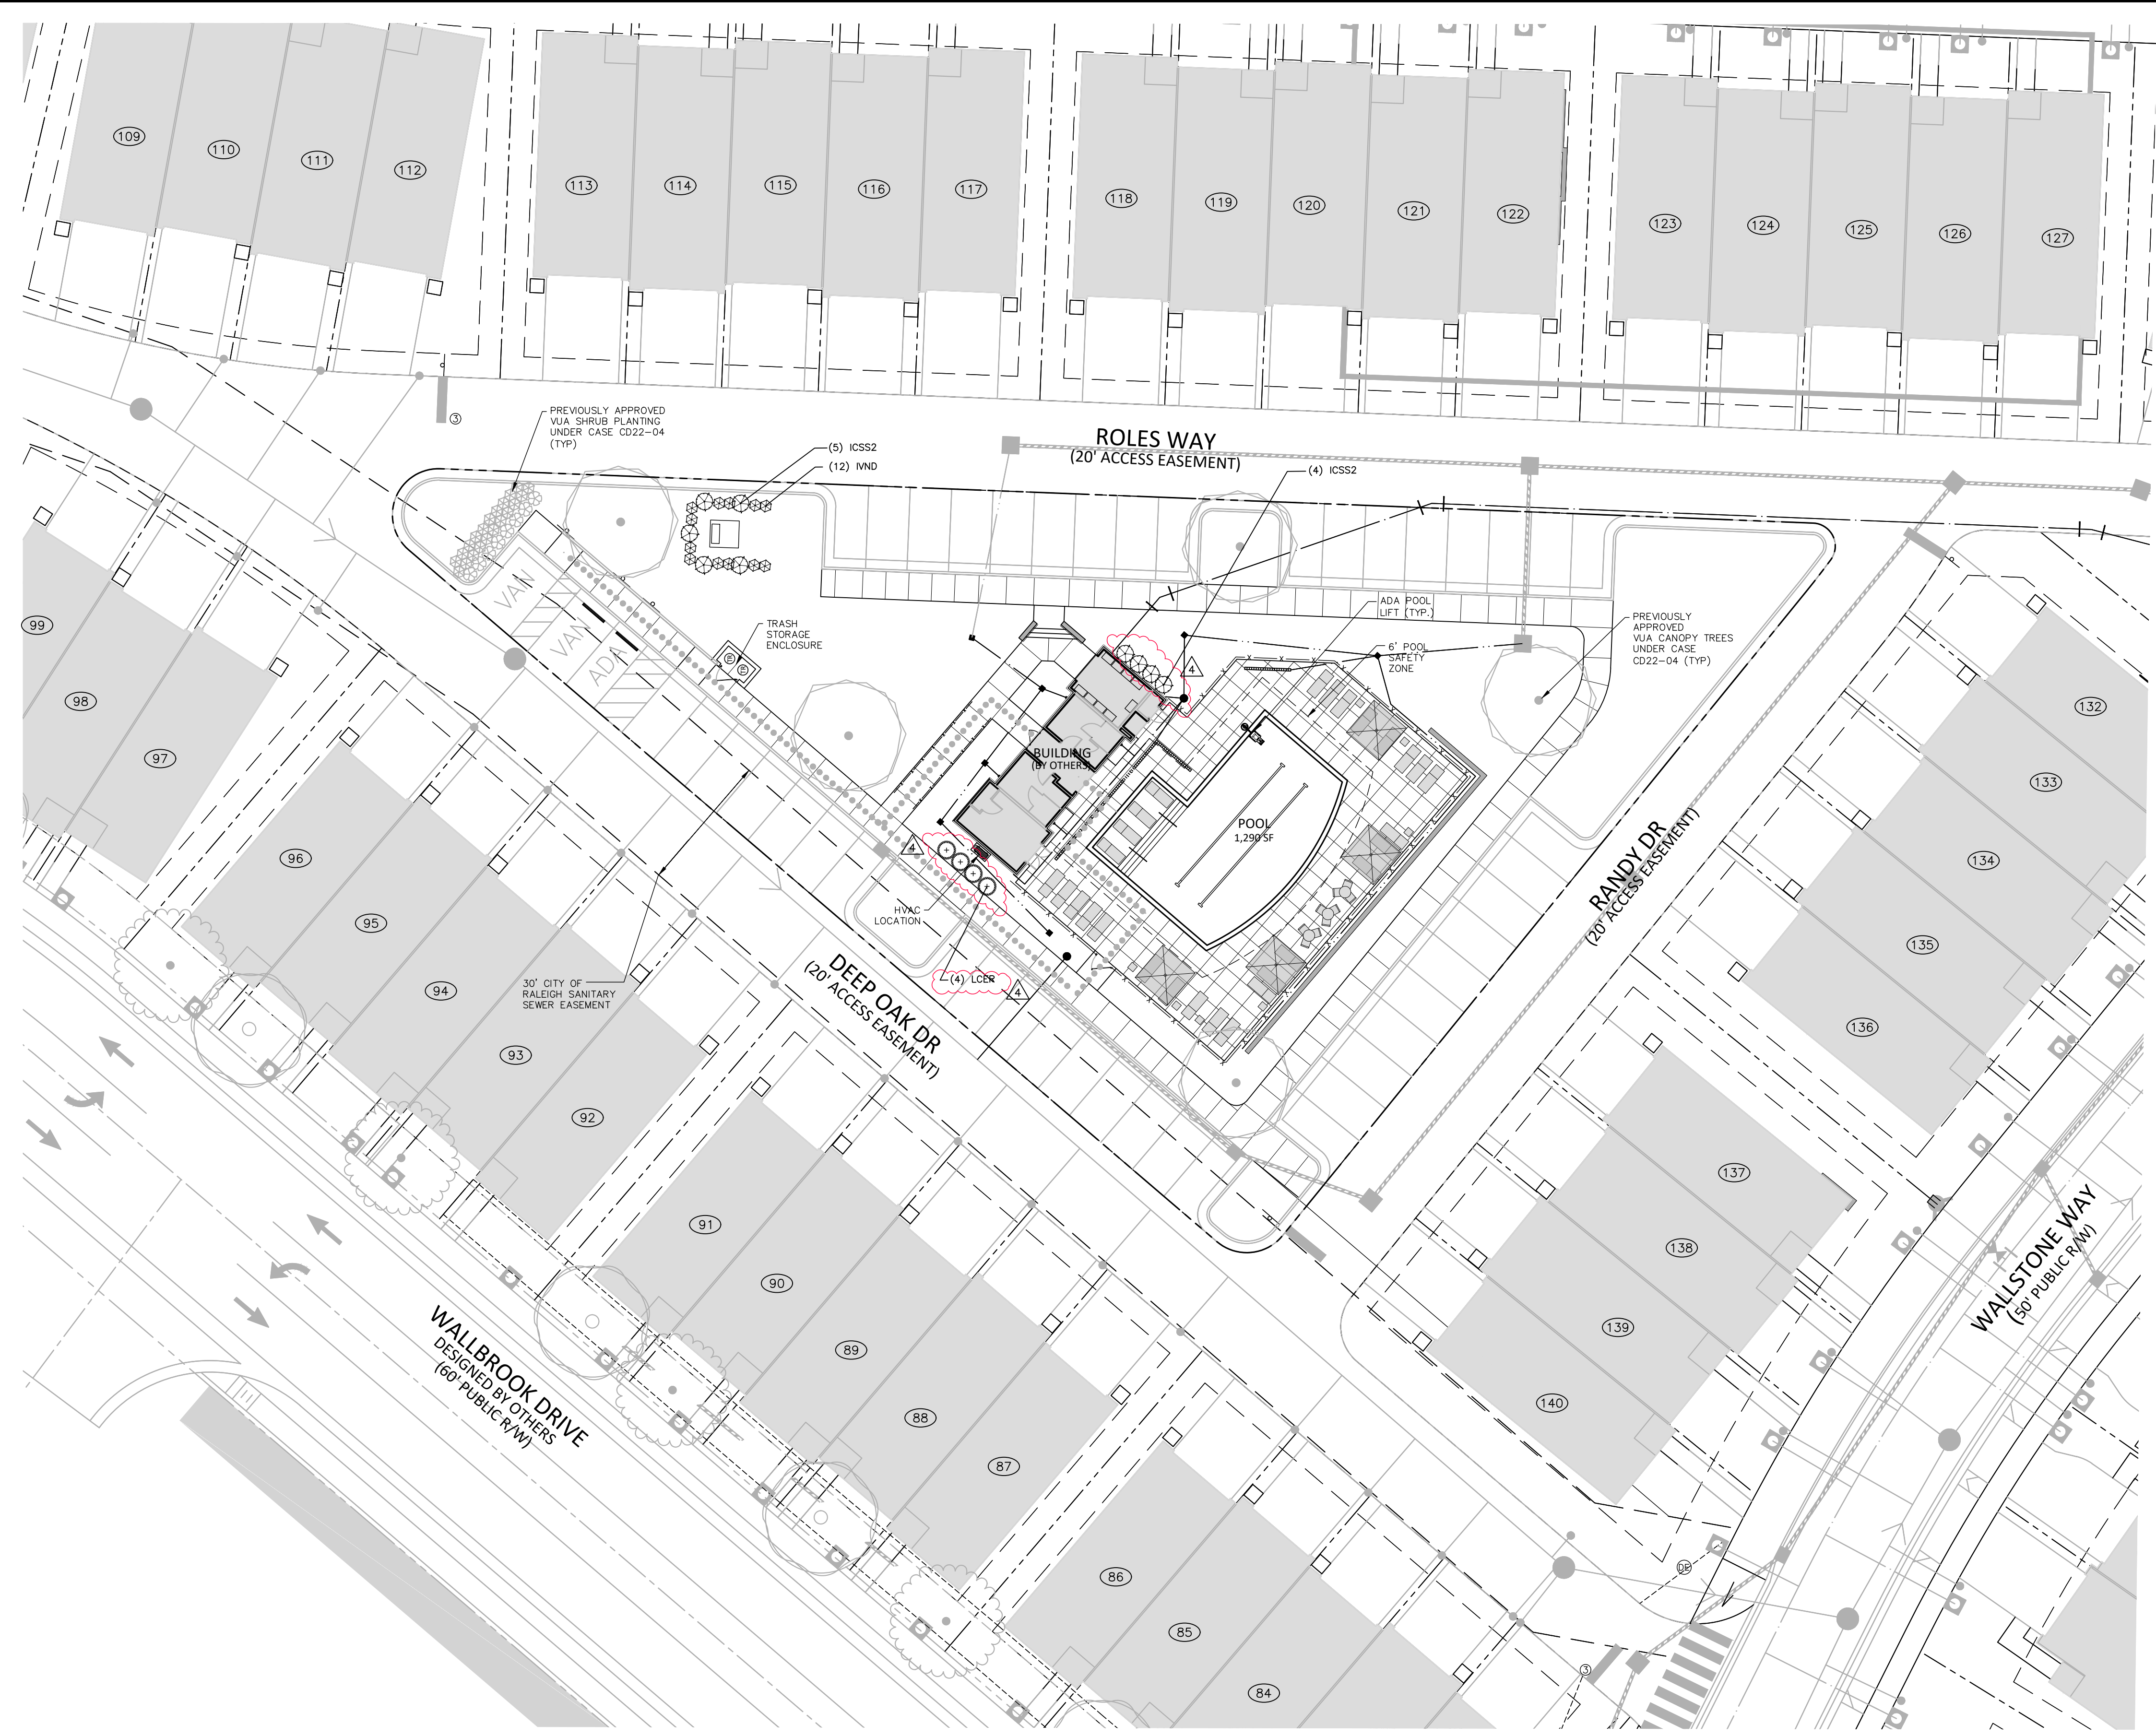 109
110
111
112
113
114
115
116
117
118
119
120
121
122
123
124
125
126
127
3
PREVIOUSLY APPROVED
VUA SHRUB PLANTING
UNDER CASE CD22-04
(TYP)
(5) ICSS2
(12) IVND
ROLES WAY
(20' ACCESS EASEMENT)
(4) ICSS2
VAN
VAN
ADA
TRASH
STORAGE
ENCLOSURE
ADA POOL
LIFT (TYP.)
6' POOL
SAFETY
ZONE
PREVIOUSLY
APPROVED
VUA CANOPY TREES
UNDER CASE
CD22-04 (TYP)
4
BUILDING
(BY OTHERS)
POOL
1,290 SF
4
HVAC
LOCATION
(4) LCER
4
30' CITY OF
RALEIGH SANITARY
SEWER EASEMENT
DEEP OAK DR
(20' ACCESS EASEMENT)
RANDY DR
(20' ACCESS EASEMENT)
99
98
97
96
95
94
93
92
91
90
89
88
87
86
85
84
132
133
134
135
136
137
138
139
140
WALLBROOK DRIVE
DESIGNED BY OTHERS
(60' PUBLIC R/W)
WALLSTONE WAY
(50' PUBLIC R/W)
DE
3